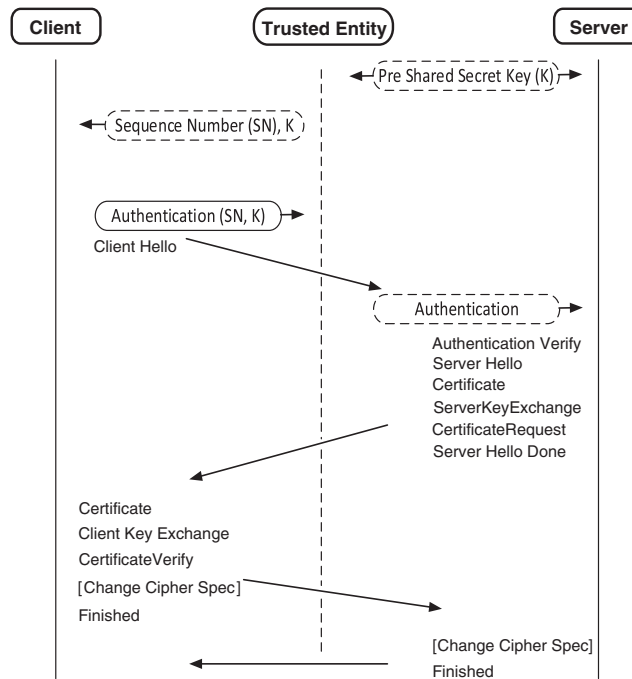 Client
Trusted Entity
Server
Pre Shared Secret Key (K)
Sequence Number (SN), K
Authentication (SN, K)
Client Hello
Authentication
Authentication Verify
Server Hello
Certificate
ServerKeyExchange
CertificateRequest
Server Hello Done
Certificate
Client Key Exchange
CertificateVerify
[Change Cipher Spec]
Finished
[Change Cipher Spec]
Finished